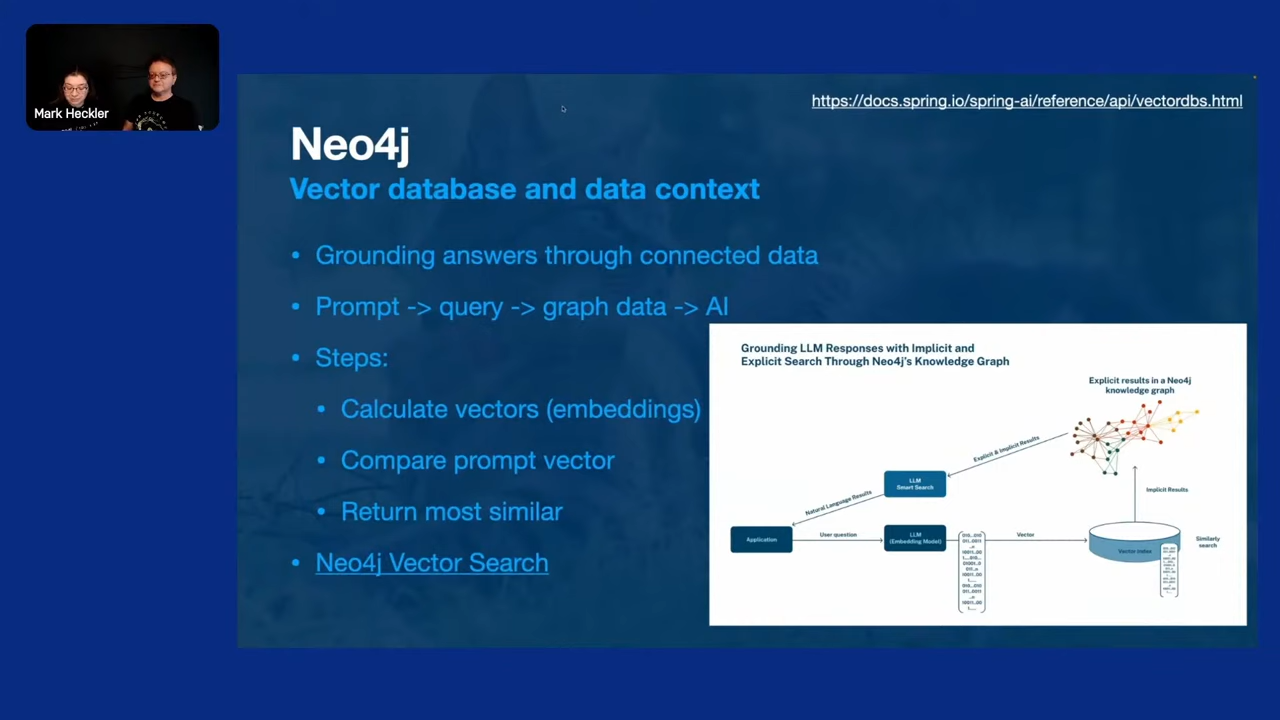 Mark Heckler
https://docs.spring.io/spring-ai/reference/api/vectordbs.html
Neo4j
Vector database and data context
• Grounding answers through connected data
• Prompt -> query -> graph data -> AI
• Steps:
• Calculate vectors (embeddings)
• Compare prompt vector
• Return most similar
• Neo4j Vector Search
Grounding LLM Responses with Implicit and
Explicit Search Through Neo4j's Knowledge Graph
Explicit results in a Neo4j
knowledge graph
Explicit & Implicit Results
LLM
Smart Search
Implicit Results
Natural Language Results
Application
User question
LLM
(Embedding Model)
Vector
Vector index
Similarly
search